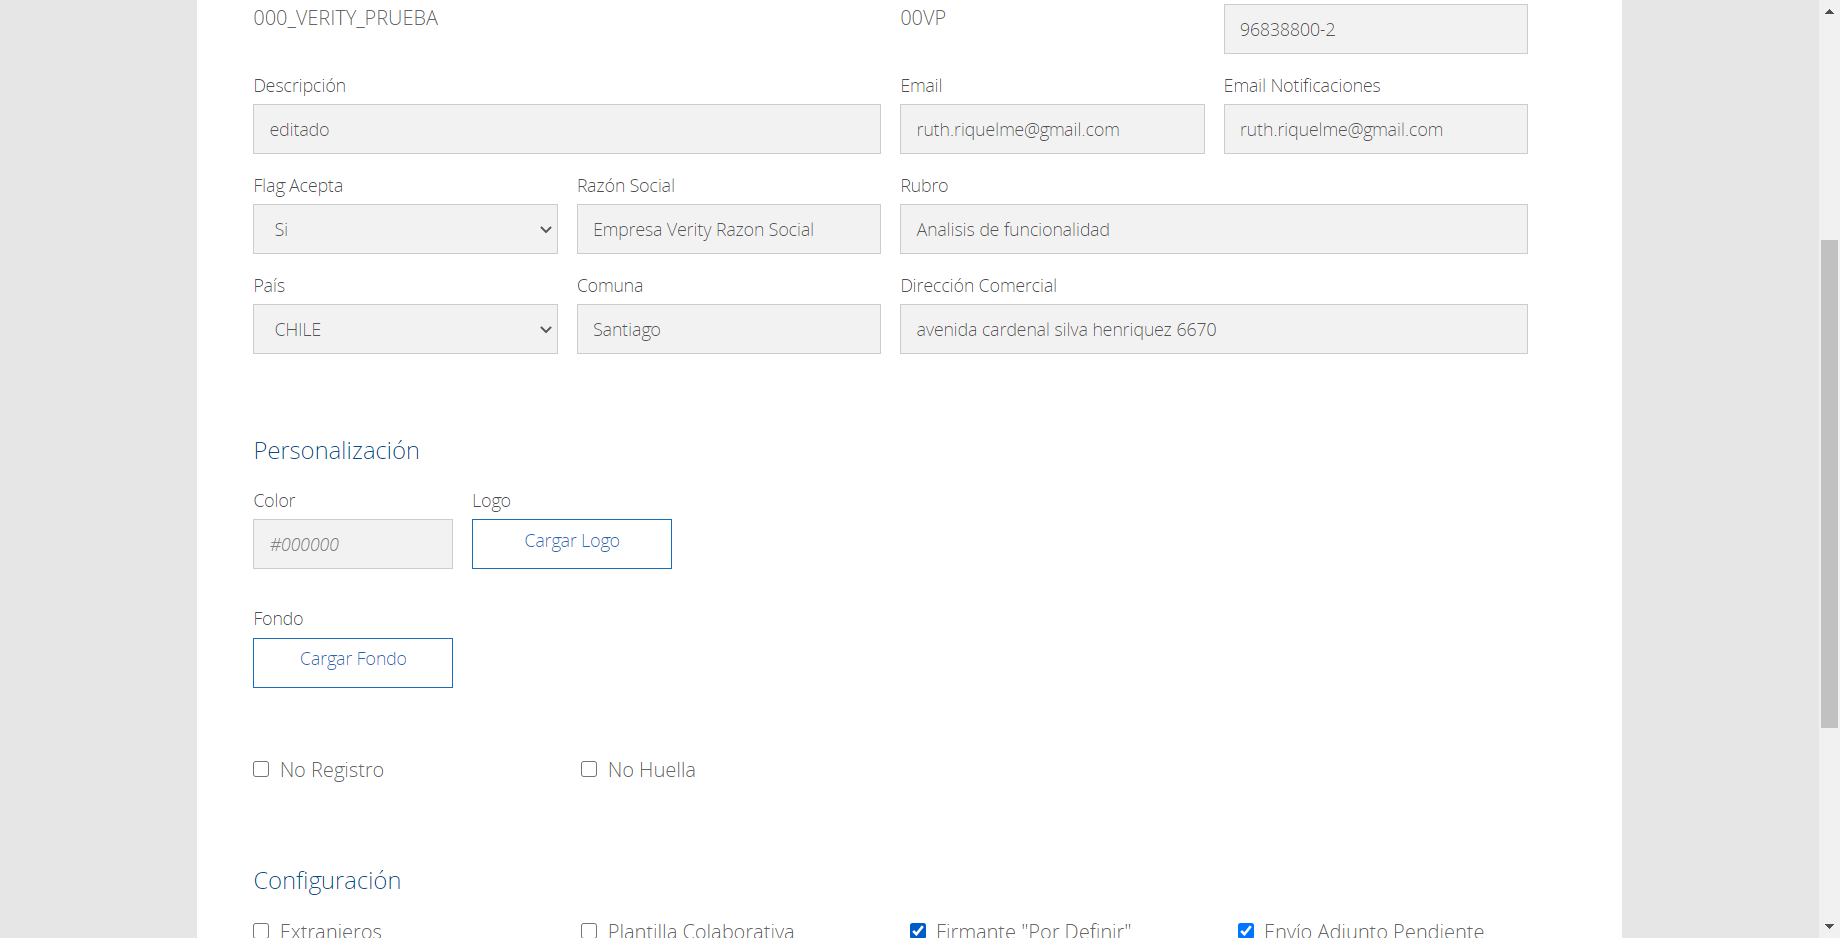 000_VERITY_PRUEBA
00VP
96838800-2
Descripción
Email
Email Notificaciones
editado
ruth.riquelme@gmail.com
ruth.riquelme@gmail.com
Flag Acepta
Razón Social
Rubro
Si
Empresa Verity Razon Social
Analisis de funcionalidad
País
Comuna
Dirección Comercial
CHILE
Santiago
avenida cardenal silva henriquez 6670
Personalización
Color
Logo
#000000
Cargar Logo
Fondo
Cargar Fondo
No Registro
No Huella
Configuración
Extranjeros
Plantilla Colaborativa
Firmante "Por Definir"
Envío Adjunto Pendiente